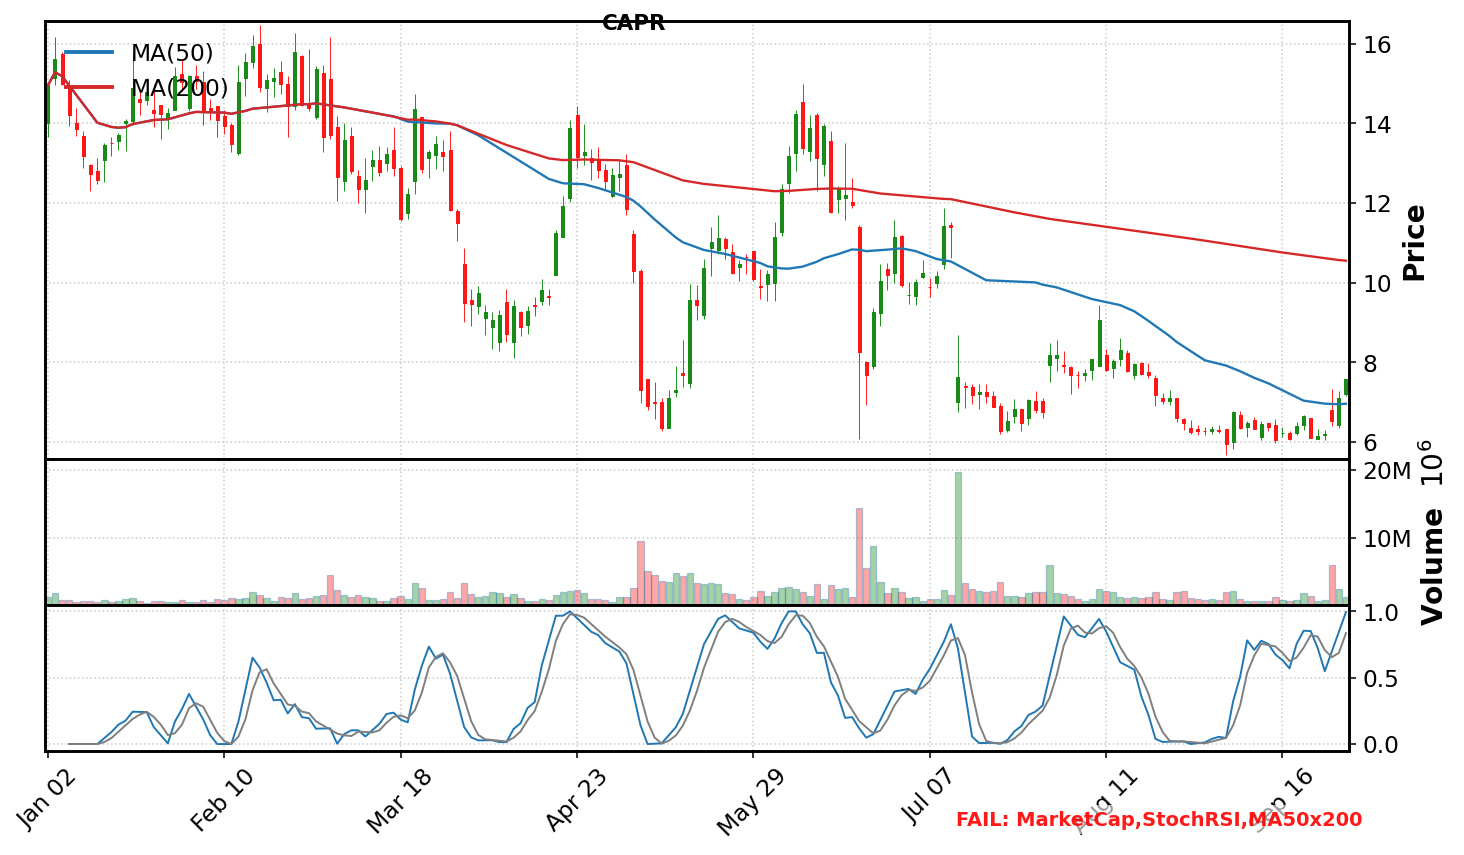 CAPR
MA(50)
MA(200)
16
14
12
10
8
6
Price
20M
10M
Volume 10^6
1.0
0.5
0.0
Jan 02
Feb 10
Mar 18
Apr 23
May 29
Jul 07
Aug 11
Sep 16
FAIL: MarketCap,StochRSI,MA50x200